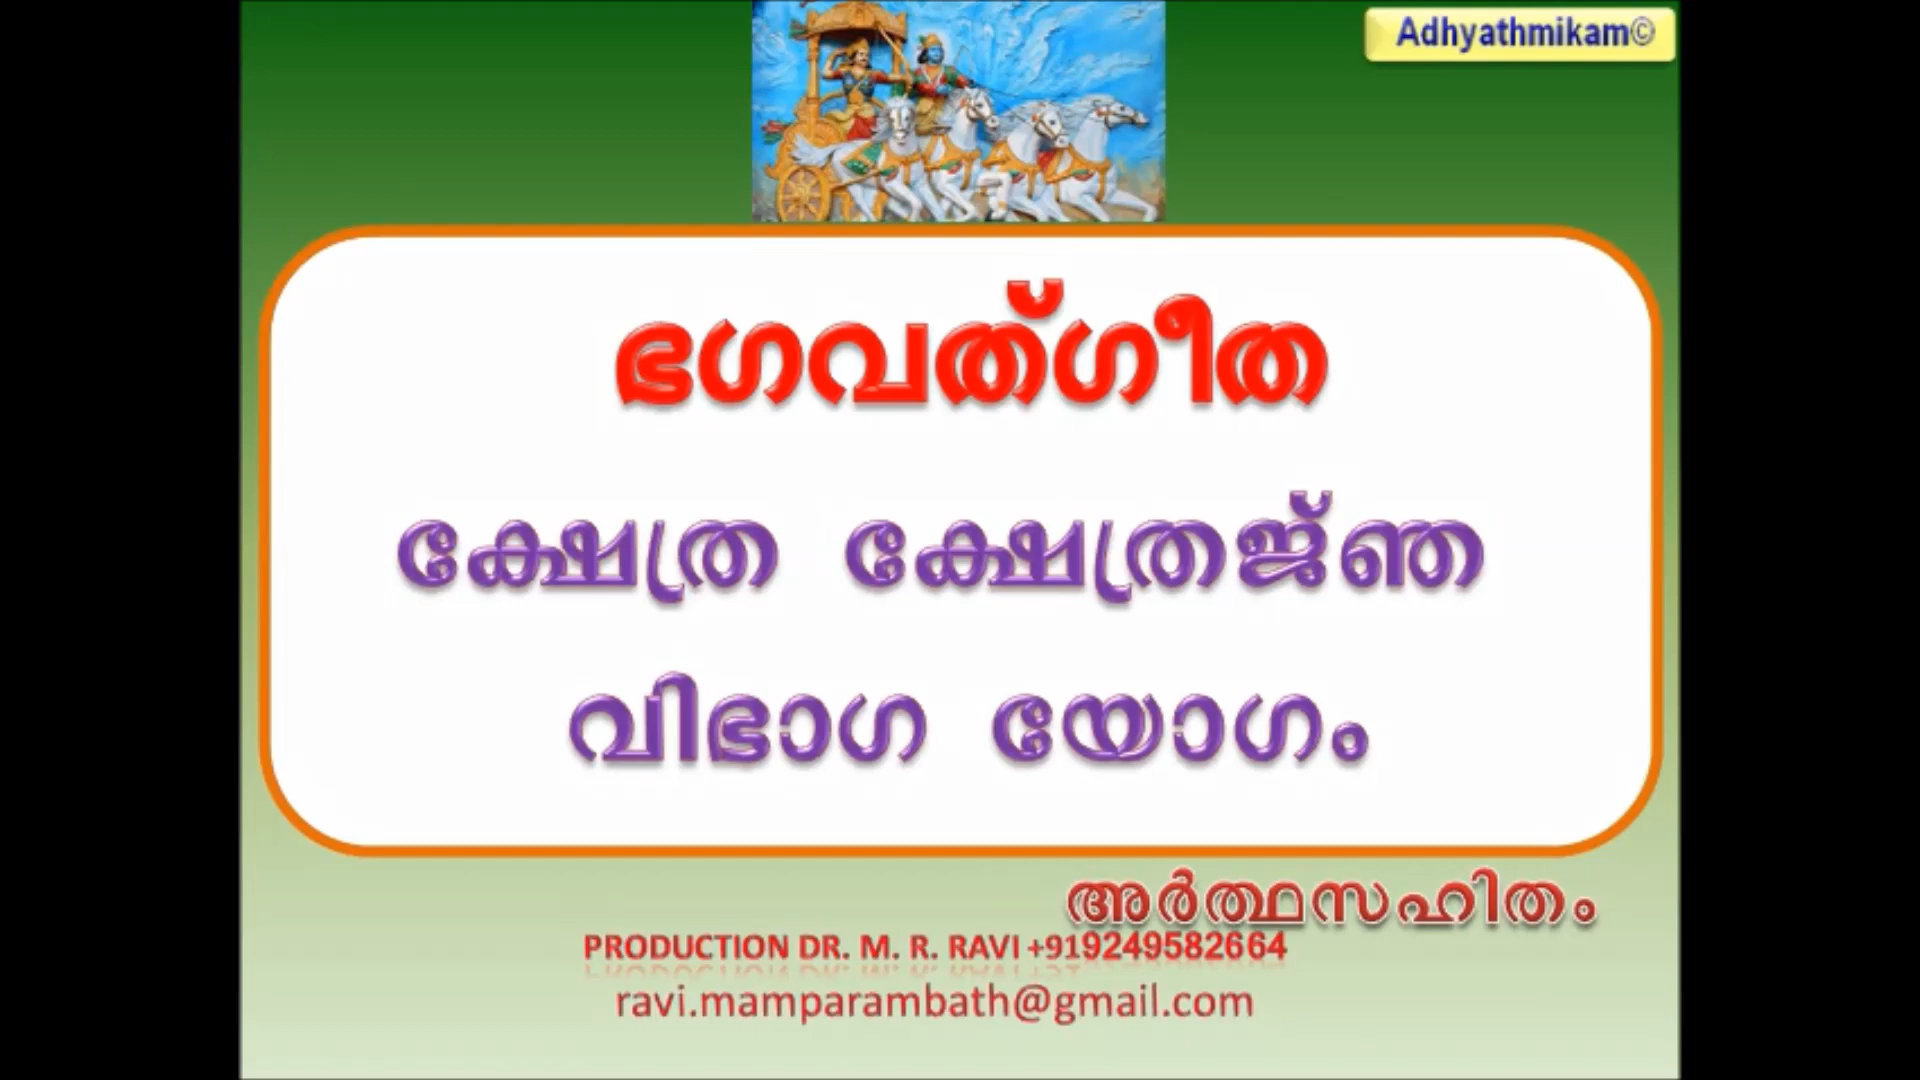 Adhyathmikam©
ഭഗവത്ഗീത
ക്ഷേത്ര ക്ഷേത്രജ്ഞ
വിഭാഗ യോഗം
അർത്ഥസഹിതം
PRODUCTION DR. M. R. RAVI +919249582664
ravi.mamparambath@gmail.com